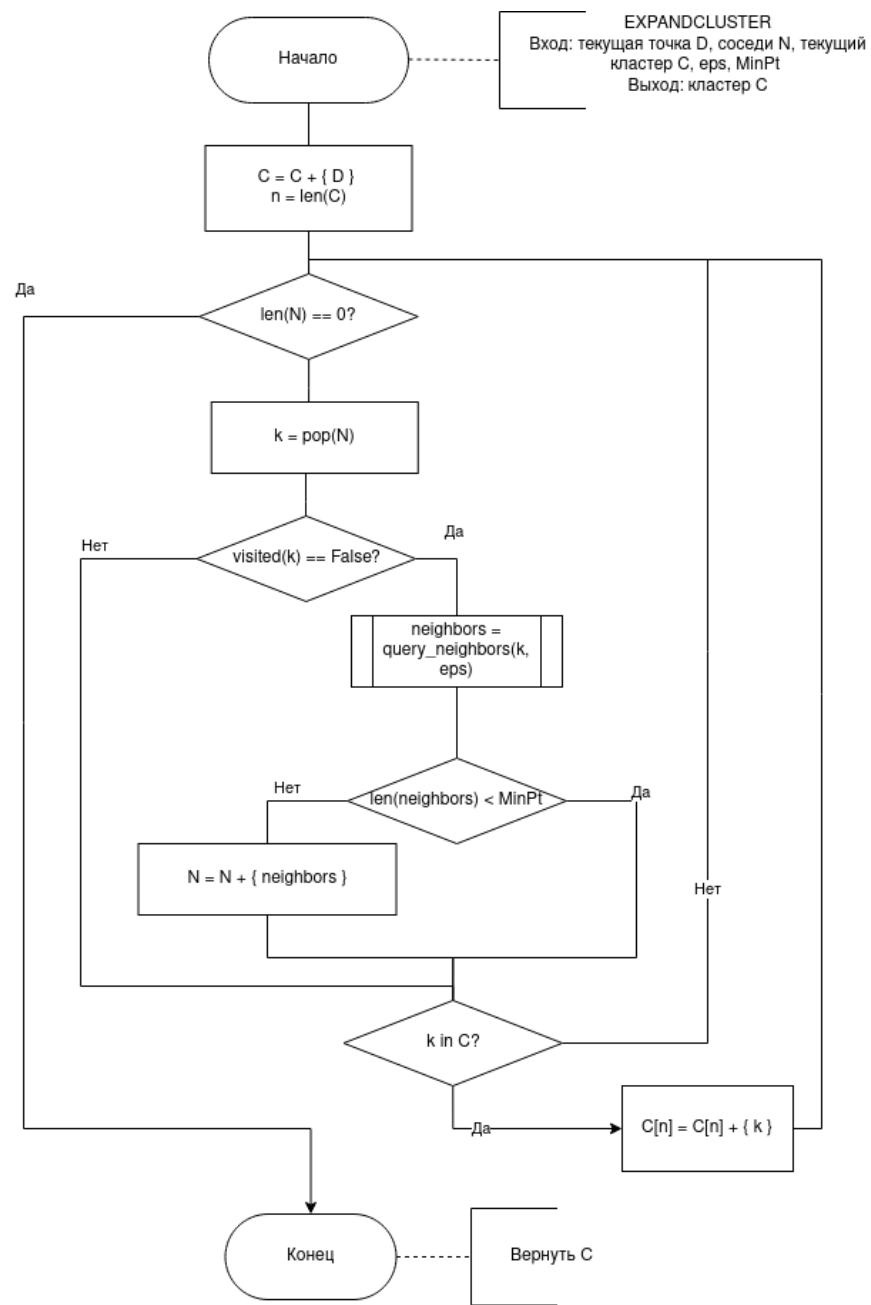 EXPANDCLUSTER
Вход: текущая точка D, соседи N, текущий
кластер C, eps, MinPt
Выход: кластер C
Начало
C = C + { D }
n = len(C)
Да
len(N) == 0?
k = pop(N)
Да
Нет
visited(k) == False?
neighbors =
query_neighbors(k,
eps)
Нет
len(neighbors) < MinPt
Да
N = N + { neighbors }
Нет
k in C?
Да
C[n] = C[n] + { k }
Конец
Вернуть C